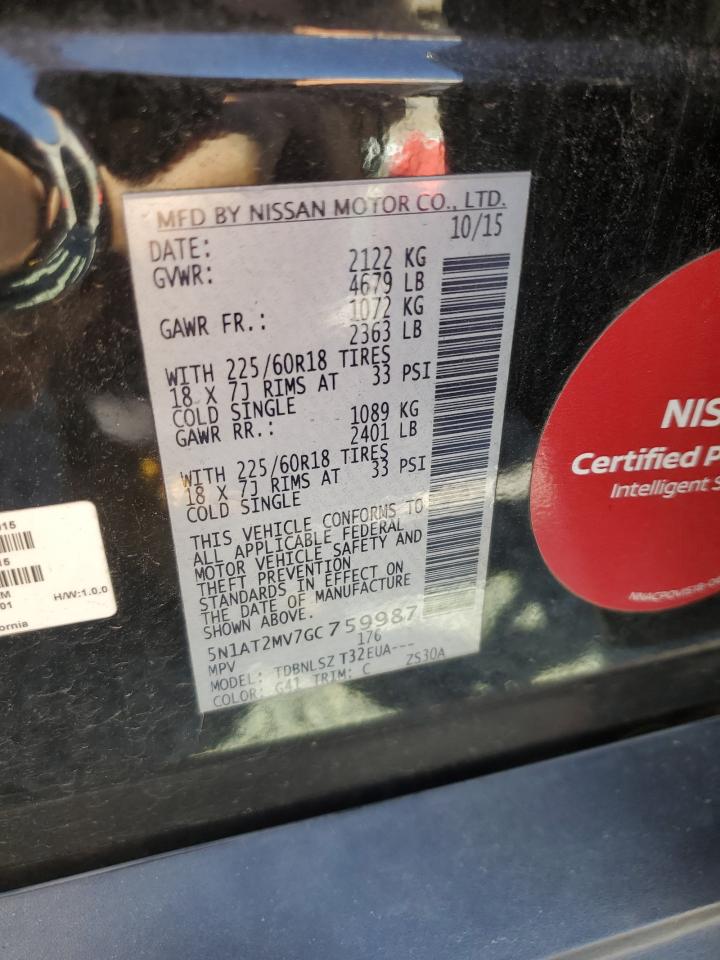 MFD BY NISSAN MOTOR CO., LTD.
DATE: 10/15
GVWR: 2122 KG
4679 LB
GAWR FR.: 1072 KG
2363 LB
WITH 225/60R18 TIRES
18 X 7J RIMS AT 33 PSI
COLD SINGLE
GAWR RR.: 1089 KG
2401 LB
WITH 225/60R18 TIRES
18 X 7J RIMS AT 33 PSI
COLD SINGLE
THIS VEHICLE CONFORMS TO
ALL APPLICABLE FEDERAL
MOTOR VEHICLE SAFETY AND
THEFT PREVENTION
STANDARDS IN EFFECT ON
THE DATE OF MANUFACTURE
SHOWN ABOVE.
5N1AT2MV7GC759987
MPV 176
MODEL: TDBNLSZ T32EUA---
COLOR: G41 TRIM: C ZS30A
NIS
Certified P
Intelligent S
015
15
M
01 H/W:1.0.0
ornia